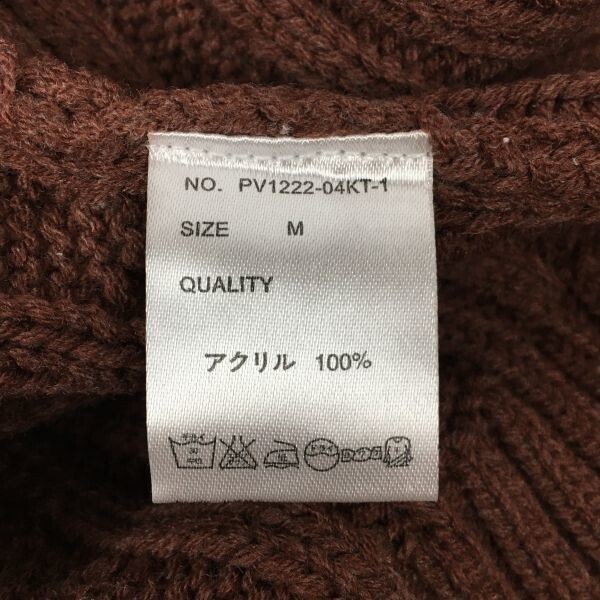 NO. PV1222-04KT-1
SIZE M
QUALITY
アクリル 100%